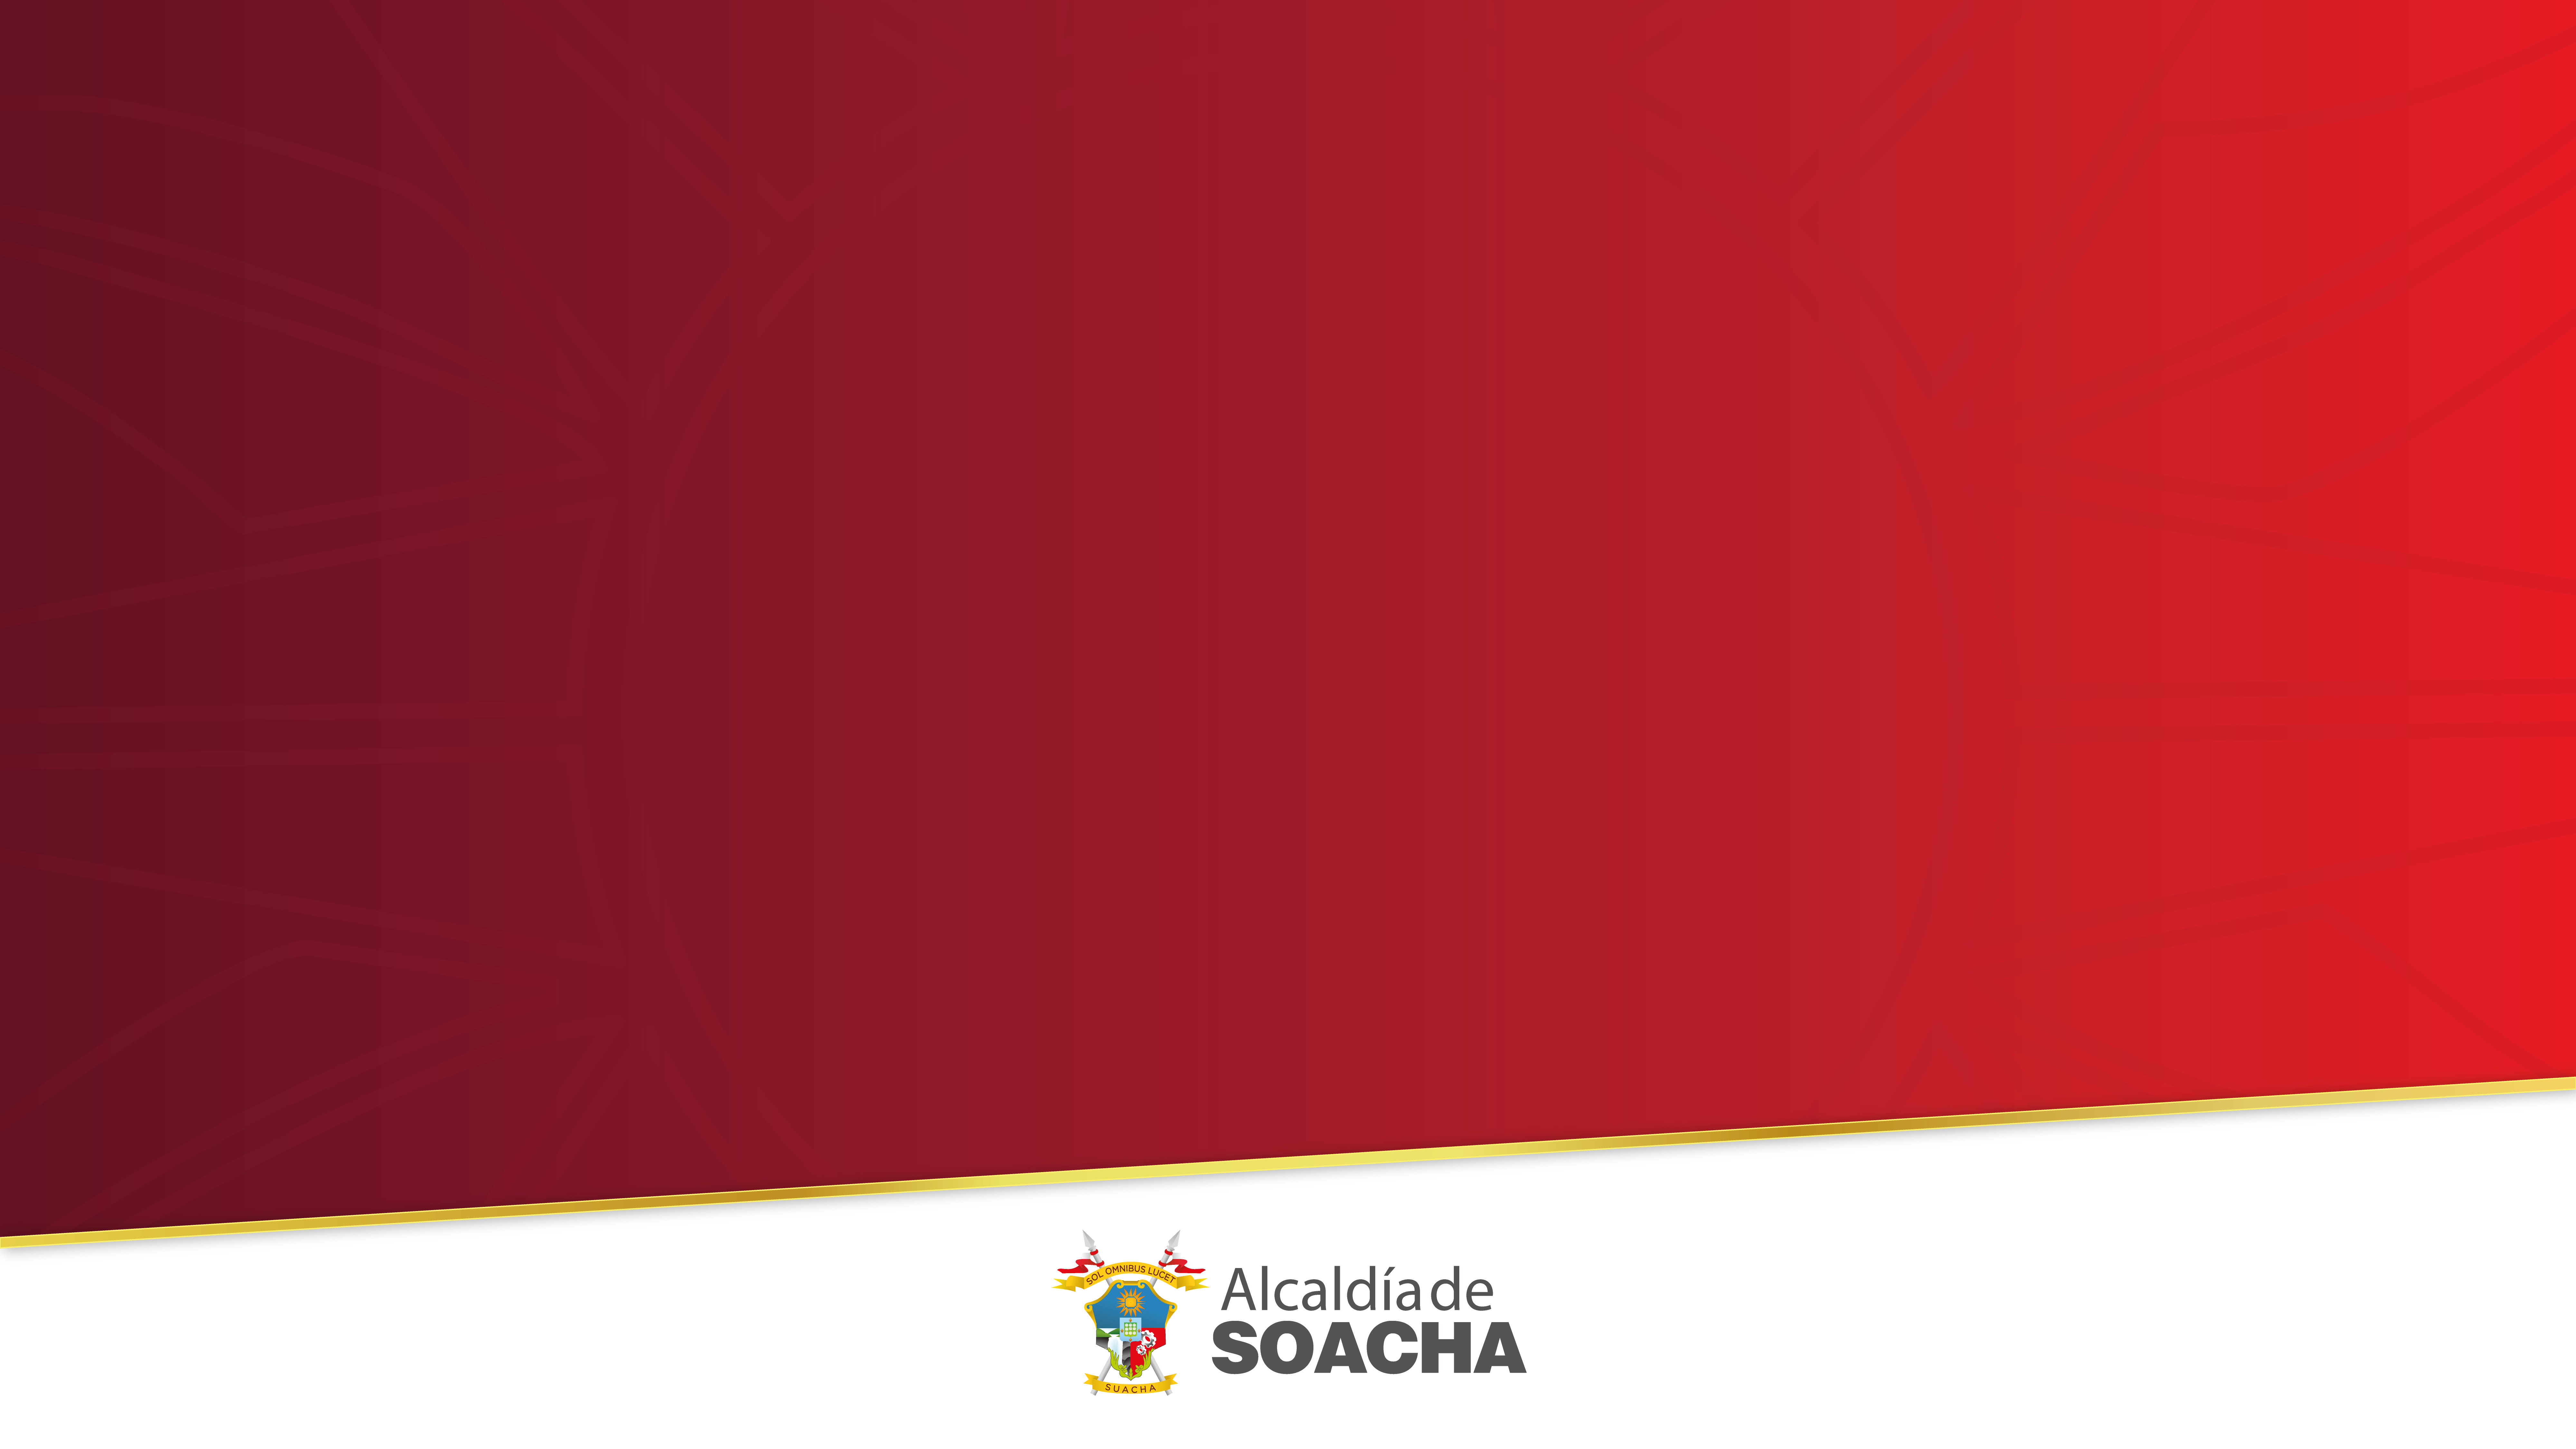 SOL OMNIBUS LUCET
Alcaldía de
SOACHA
SUACHA